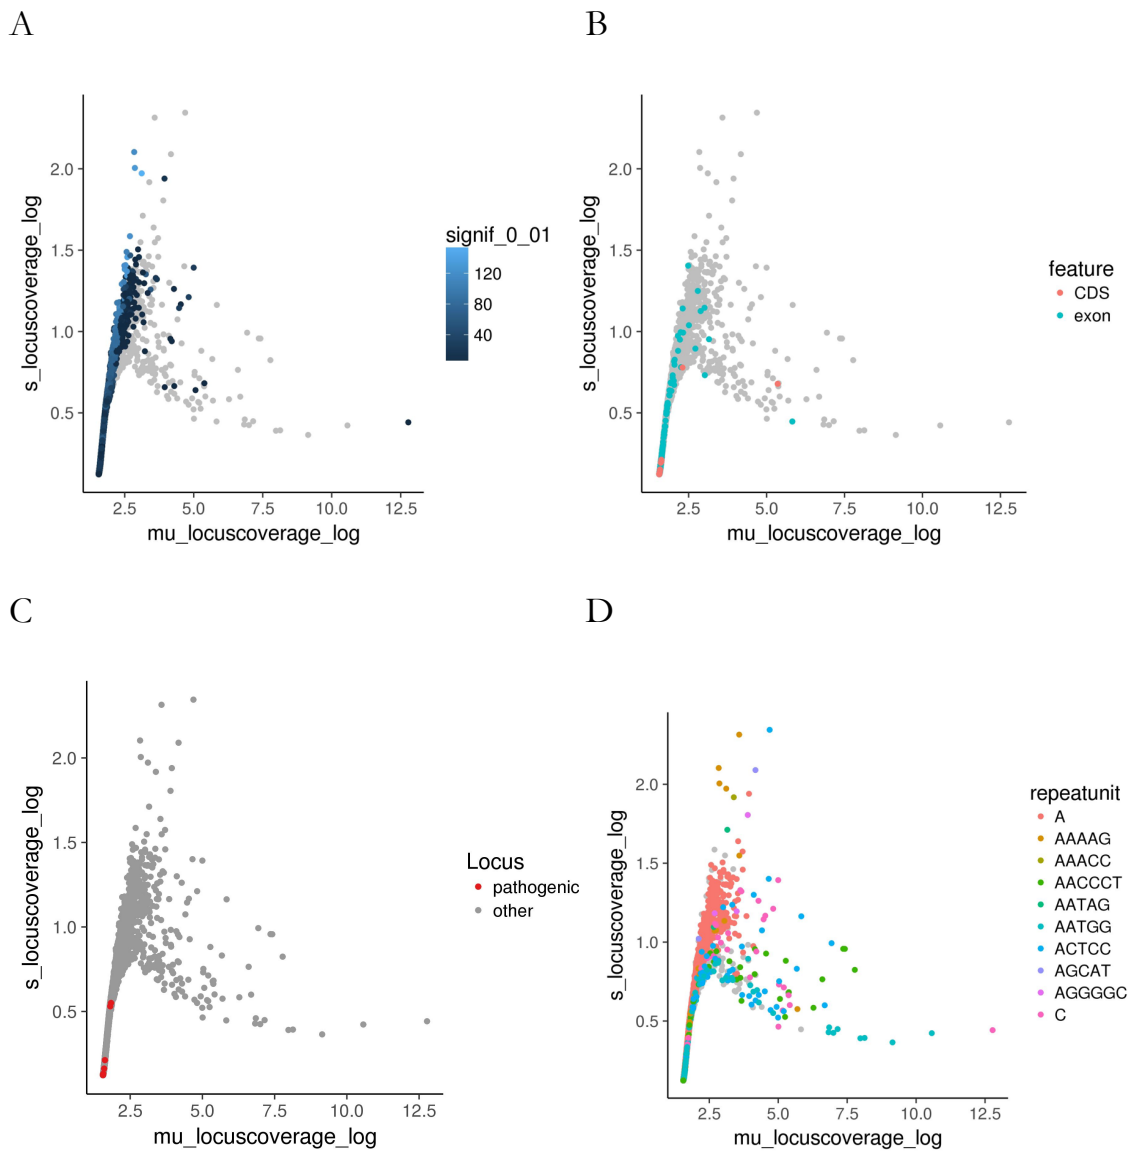 A
B
2.0
1.5
1.0
0.5
s_locuscoverage_log
2.5
5.0
7.5
10.0
12.5
mu_locuscoverage_log
signif_0_01
120
80
40
2.0
1.5
1.0
0.5
s_locuscoverage_log
2.5
5.0
7.5
10.0
12.5
mu_locuscoverage_log
feature
CDS
exon
C
D
2.0
1.5
1.0
0.5
s_locuscoverage_log
2.5
5.0
7.5
10.0
12.5
mu_locuscoverage_log
Locus
pathogenic
other
2.0
1.5
1.0
0.5
s_locuscoverage_log
2.5
5.0
7.5
10.0
12.5
mu_locuscoverage_log
repeatunit
A
AAAAG
AAACC
AACCCT
AATAG
AATGG
ACTCC
AGCAT
AGGGGC
C